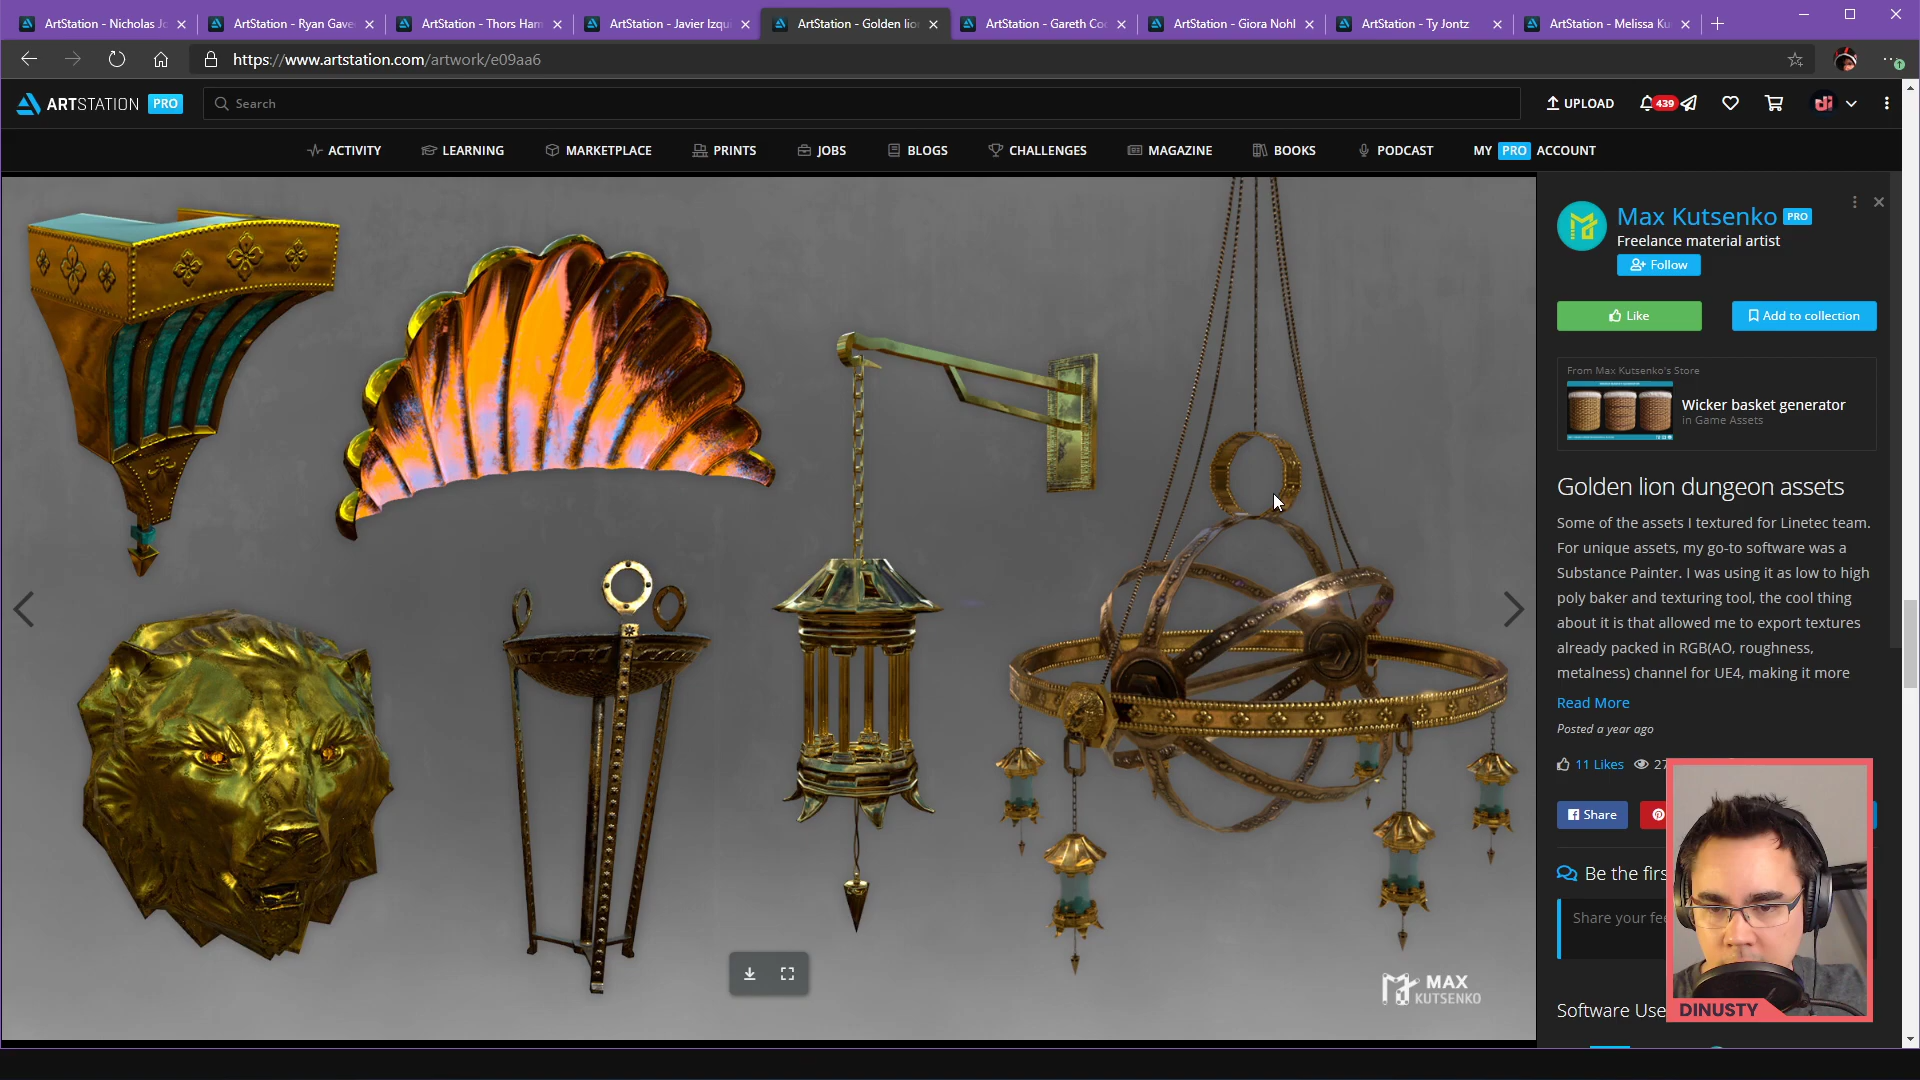 ArtStation - Nicholas Jo
ArtStation - Ryan Gave
ArtStation - Thors Ham
ArtStation - Javier Izqui
ArtStation - Golden lion
ArtStation - Gareth Co
ArtStation - Giora Nohl
ArtStation - Ty Jontz
ArtStation - Melissa Ku
https://www.artstation.com/artwork/e09aa6
ARTSTATION PRO
Search
UPLOAD
439
di
ACTIVITY
LEARNING
MARKETPLACE
PRINTS
JOBS
BLOGS
CHALLENGES
MAGAZINE
BOOKS
PODCAST
MY PRO ACCOUNT
Max Kutsenko PRO
Freelance material artist
Follow
Like
Add to collection
From Max Kutsenko's Store
Wicker basket generator
in Game Assets
Golden lion dungeon assets
Some of the assets I textured for Linetec team.
For unique assets, my go-to software was a
Substance Painter. I was using it as low to high
poly baker and texturing tool, the cool thing
about it is that allowed me to export textures
already packed in RGB(AO, roughness,
metalness) channel for UE4, making it more
Read More
Posted a year ago
11 Likes
27
Share
Be the firs
Share your fee
Software Use
MAX
KUTSENKO
DINUSTY